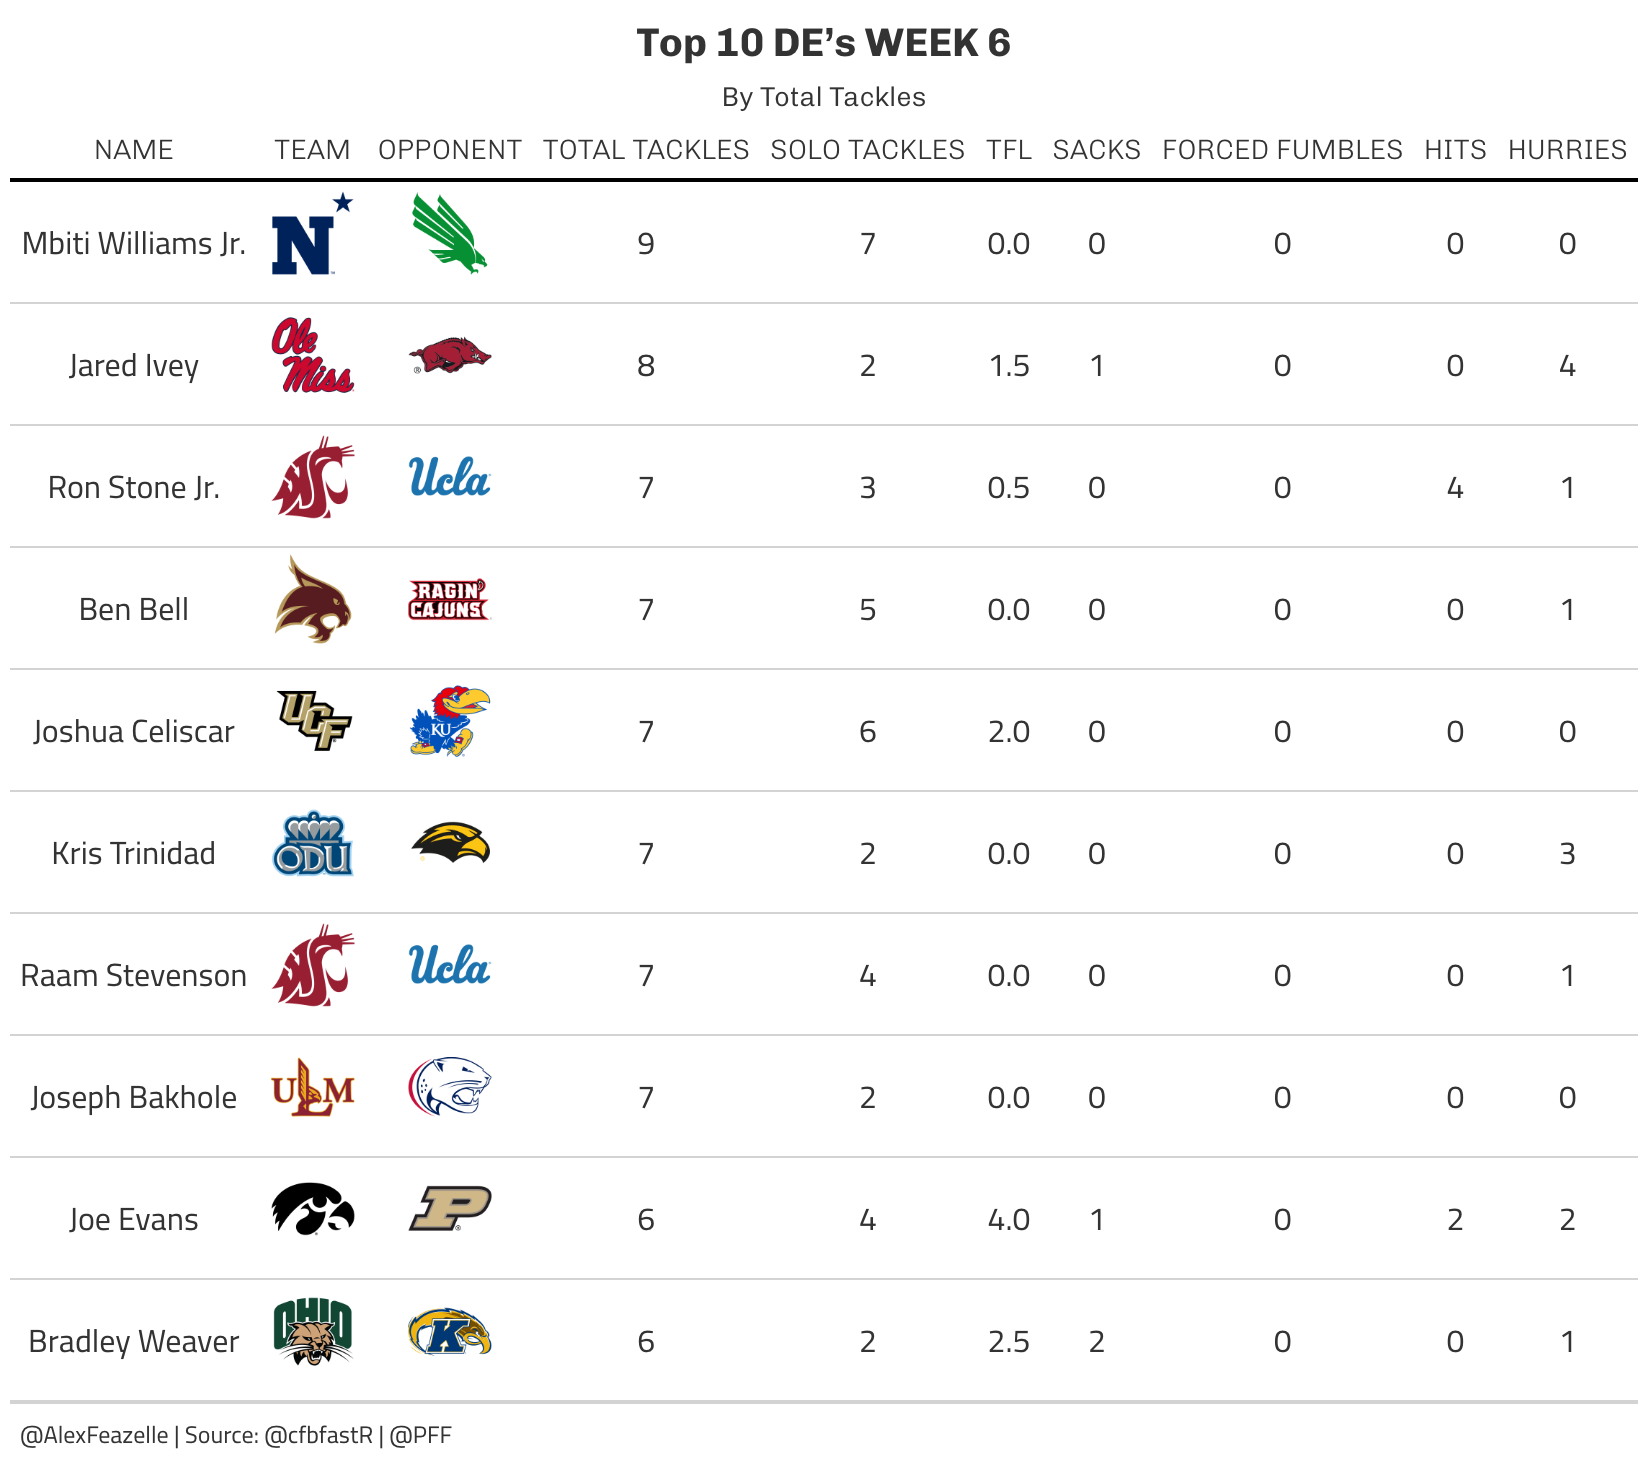 Top 10 DE’s WEEK 6
By Total Tackles
NAME TEAM OPPONENT TOTAL TACKLES SOLO TACKLES TFL SACKS FORCED FUMBLES HITS HURRIES
Mbiti Williams Jr. N 9 7 0.0 0 0 0 0
Jared Ivey Ole Miss 8 2 1.5 1 0 0 4
Ron Stone Jr. WSC Ucla 7 3 0.5 0 0 4 1
Ben Bell RAGIN' CAJUNS 7 5 0.0 0 0 0 1
Joshua Celiscar UCF KU 7 6 2.0 0 0 0 0
Kris Trinidad ODU 7 2 0.0 0 0 0 3
Raam Stevenson WSC Ucla 7 4 0.0 0 0 0 1
Joseph Bakhole ULM 7 2 0.0 0 0 0 0
Joe Evans P 6 4 4.0 1 0 2 2
Bradley Weaver OHIO K 6 2 2.5 2 0 0 1
@AlexFeazelle | Source: @cfbfastR | @PFF